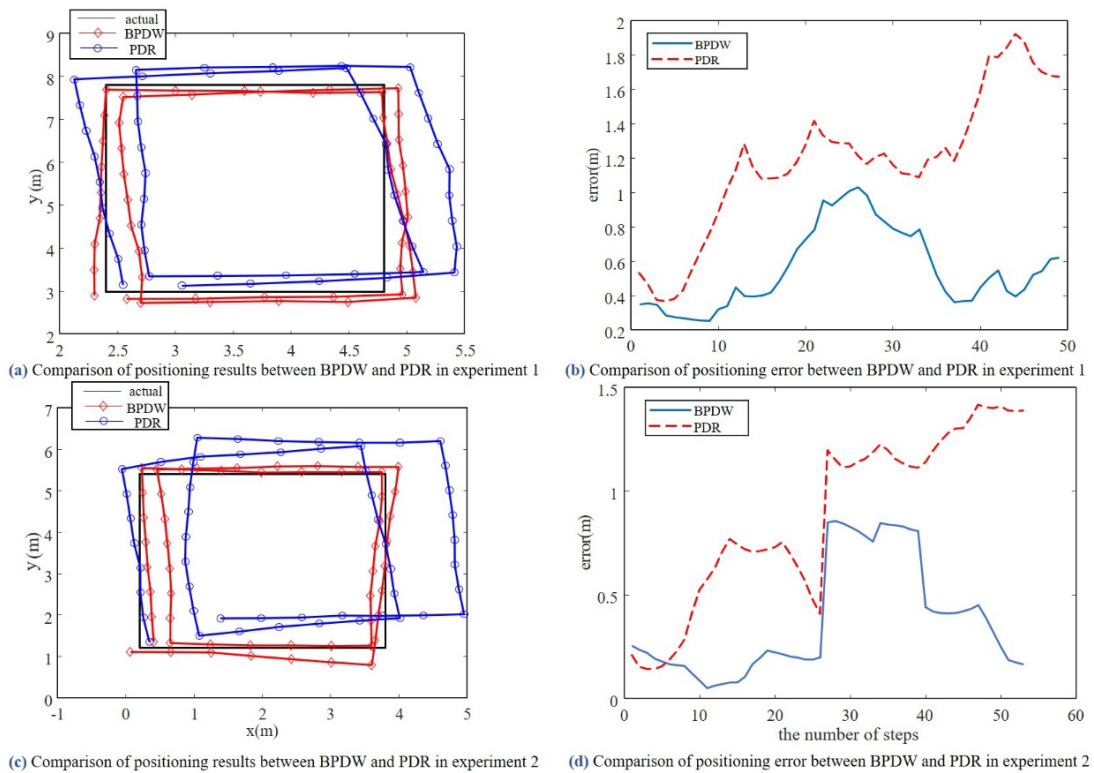 actual
BPDW
PDR
9
8
7
6
5
4
3
2
y (m)
2 2.5 3 3.5 4 4.5 5 5.5
(a) Comparison of positioning results between BPDW and PDR in experiment 1
2
1.8
1.6
1.4
1.2
1
0.8
0.6
0.4
0.2
error(m)
BPDW
PDR
0 10 20 30 40 50
(b) Comparison of positioning error between BPDW and PDR in experiment 1
actual
BPDW
PDR
7
6
5
4
3
2
1
0
y (m)
-1 0 1 2 3 4 5
x(m)
(c) Comparison of positioning results between BPDW and PDR in experiment 2
1.5
1
0.5
0
error(m)
BPDW
PDR
0 10 20 30 40 50 60
the number of steps
(d) Comparison of positioning error between BPDW and PDR in experiment 2